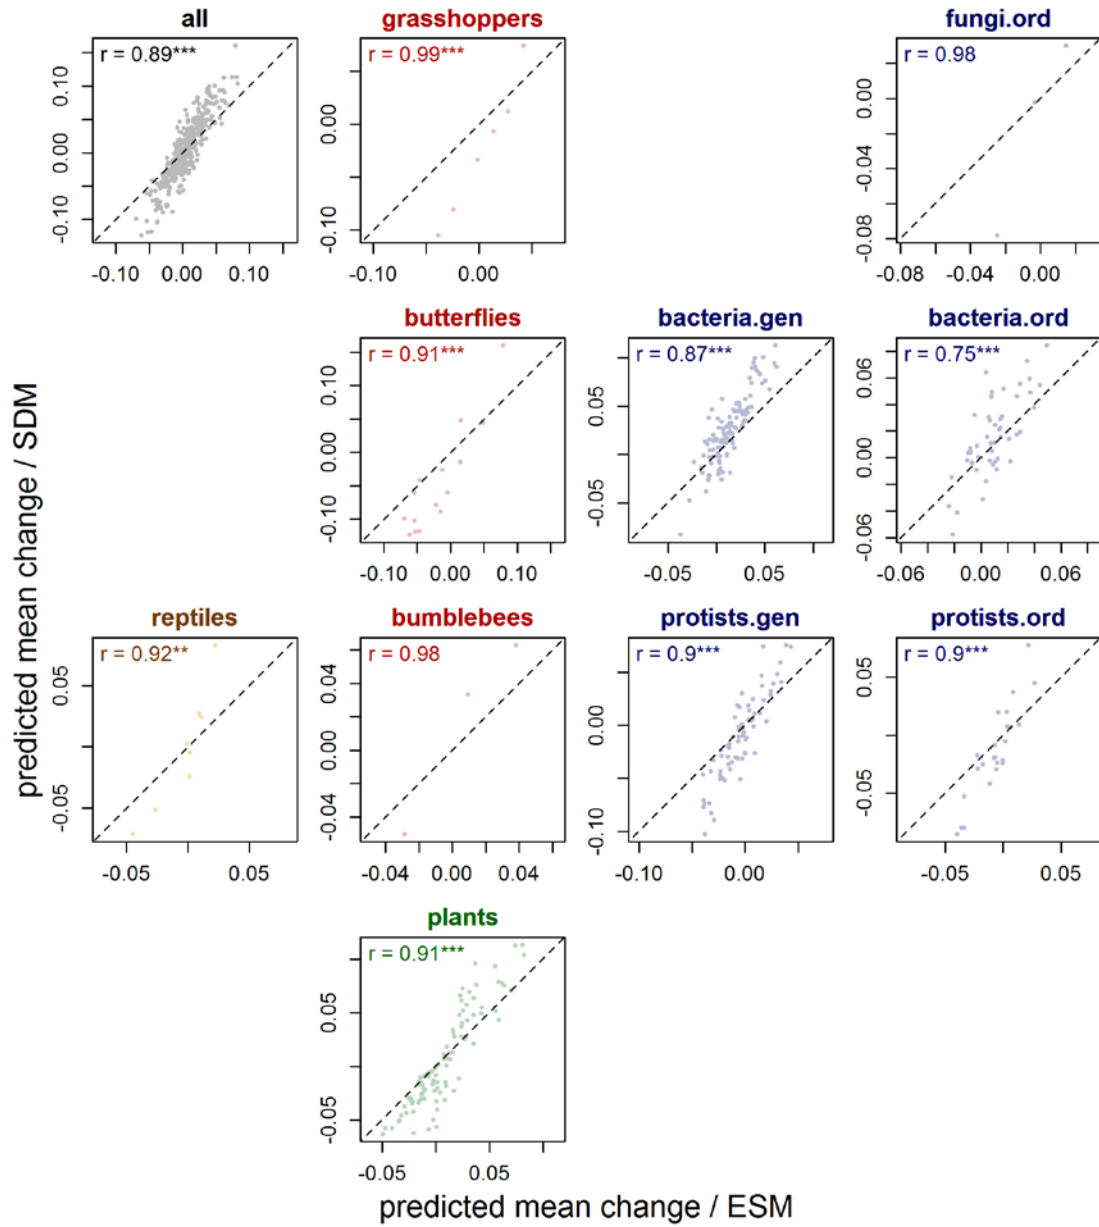 all
grasshoppers
fungi.ord
r = 0.89***
r = 0.99***
r = 0.98
0.10
0.00
-0.10
0.00
-0.10
0.00
-0.04
-0.08
-0.10 0.00 0.10
-0.10 0.00
-0.08 -0.04 0.00
butterflies
bacteria.gen
bacteria.ord
r = 0.91***
r = 0.87***
r = 0.75***
0.10
0.00
-0.10
0.05
-0.05
0.06
0.00
-0.06
-0.10 0.00 0.10
-0.05 0.05
-0.06 0.00 0.06
predicted mean change / SDM
reptiles
bumblebees
protists.gen
protists.ord
r = 0.92**
r = 0.98
r = 0.9***
r = 0.9***
0.05
-0.05
0.04
0.00
-0.04
0.00
-0.10
0.05
-0.05
-0.05 0.05
-0.04 0.00 0.04
-0.10 0.00
-0.05 0.05
plants
r = 0.91***
0.05
-0.05
-0.05 0.05
predicted mean change / ESM